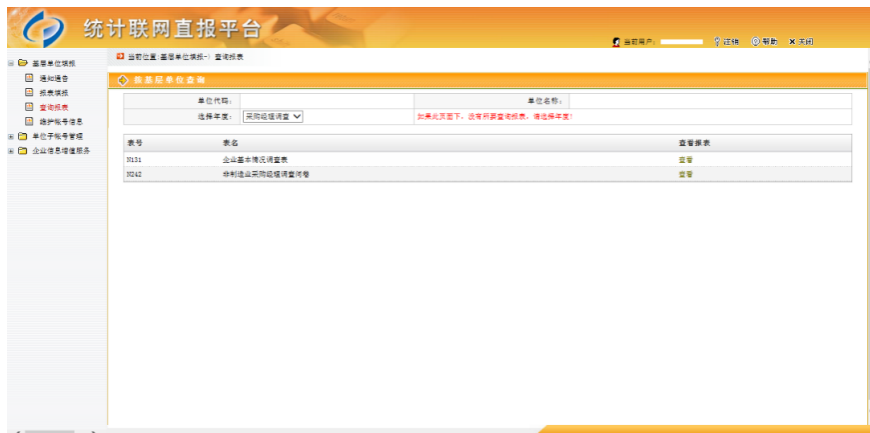 统计联网直报平台
当前用户: 注销 帮助 关闭
基层单位填报
通知通告
报表填报
查询报表
维护帐号信息
单位子帐号管理
企业信息增值服务
当前位置:基层单位填报-> 查询报表
按基层单位查询
单位代码: 单位名称:
选择年度: 采购经理调查 如果此页面下、没有所要查询报表, 请选择年度!
表号 表名 查看报表
N131 企业基本情况调查表 查看
N242 非制造业采购经理调查问卷 查看